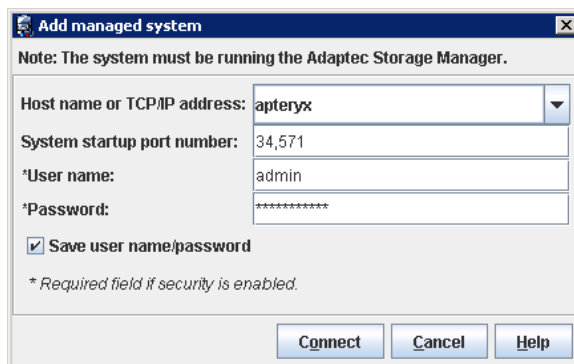 Add managed system
Note: The system must be running the Adaptec Storage Manager.
Host name or TCP/IP address: apteryx
System startup port number: 34,571
*User name: admin
*Password: ***********
Save user name/password
* Required field if security is enabled.
Connect Cancel Help